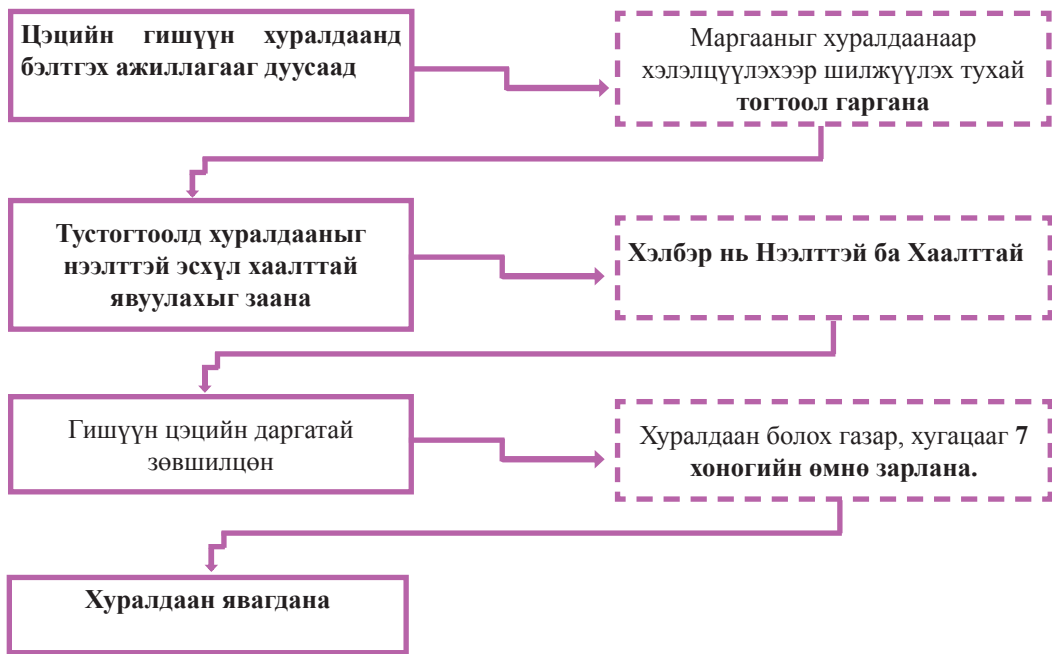 Цэцийн гишүүн хуралдаанд
бэлтгэх ажиллагааг дуусаад
Маргааныг хуралдаанаар
хэлэлцүүлэхээр шилжүүлэх тухай
тогтоол гаргана
Тустогтоолд хуралдааныг
нээлттэй эсхүл хаалттай
явуулахыг заана
Хэлбэр нь Нээлттэй ба Хаалттай
Гишүүн цэцийн даргатай
зөвшилцөн
Хуралдаан болох газар, хугацааг 7
хоногийн өмнө зарлана.
Хуралдаан явагдана